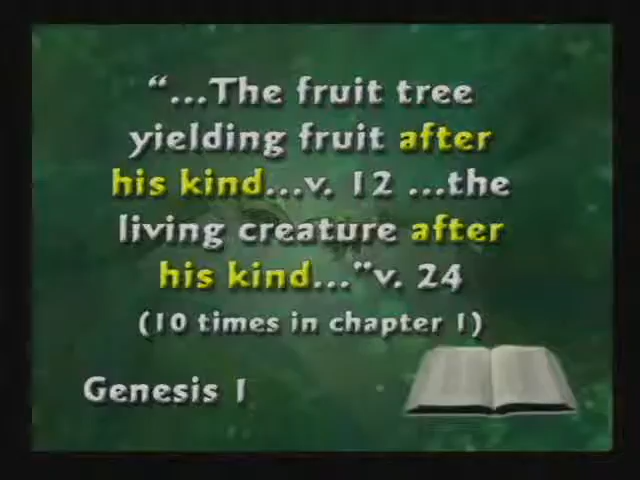 “...The fruit tree
yielding fruit after
his kind...v. 12 ...the
living creature after
his kind...”v. 24
(10 times in chapter 1)
Genesis 1